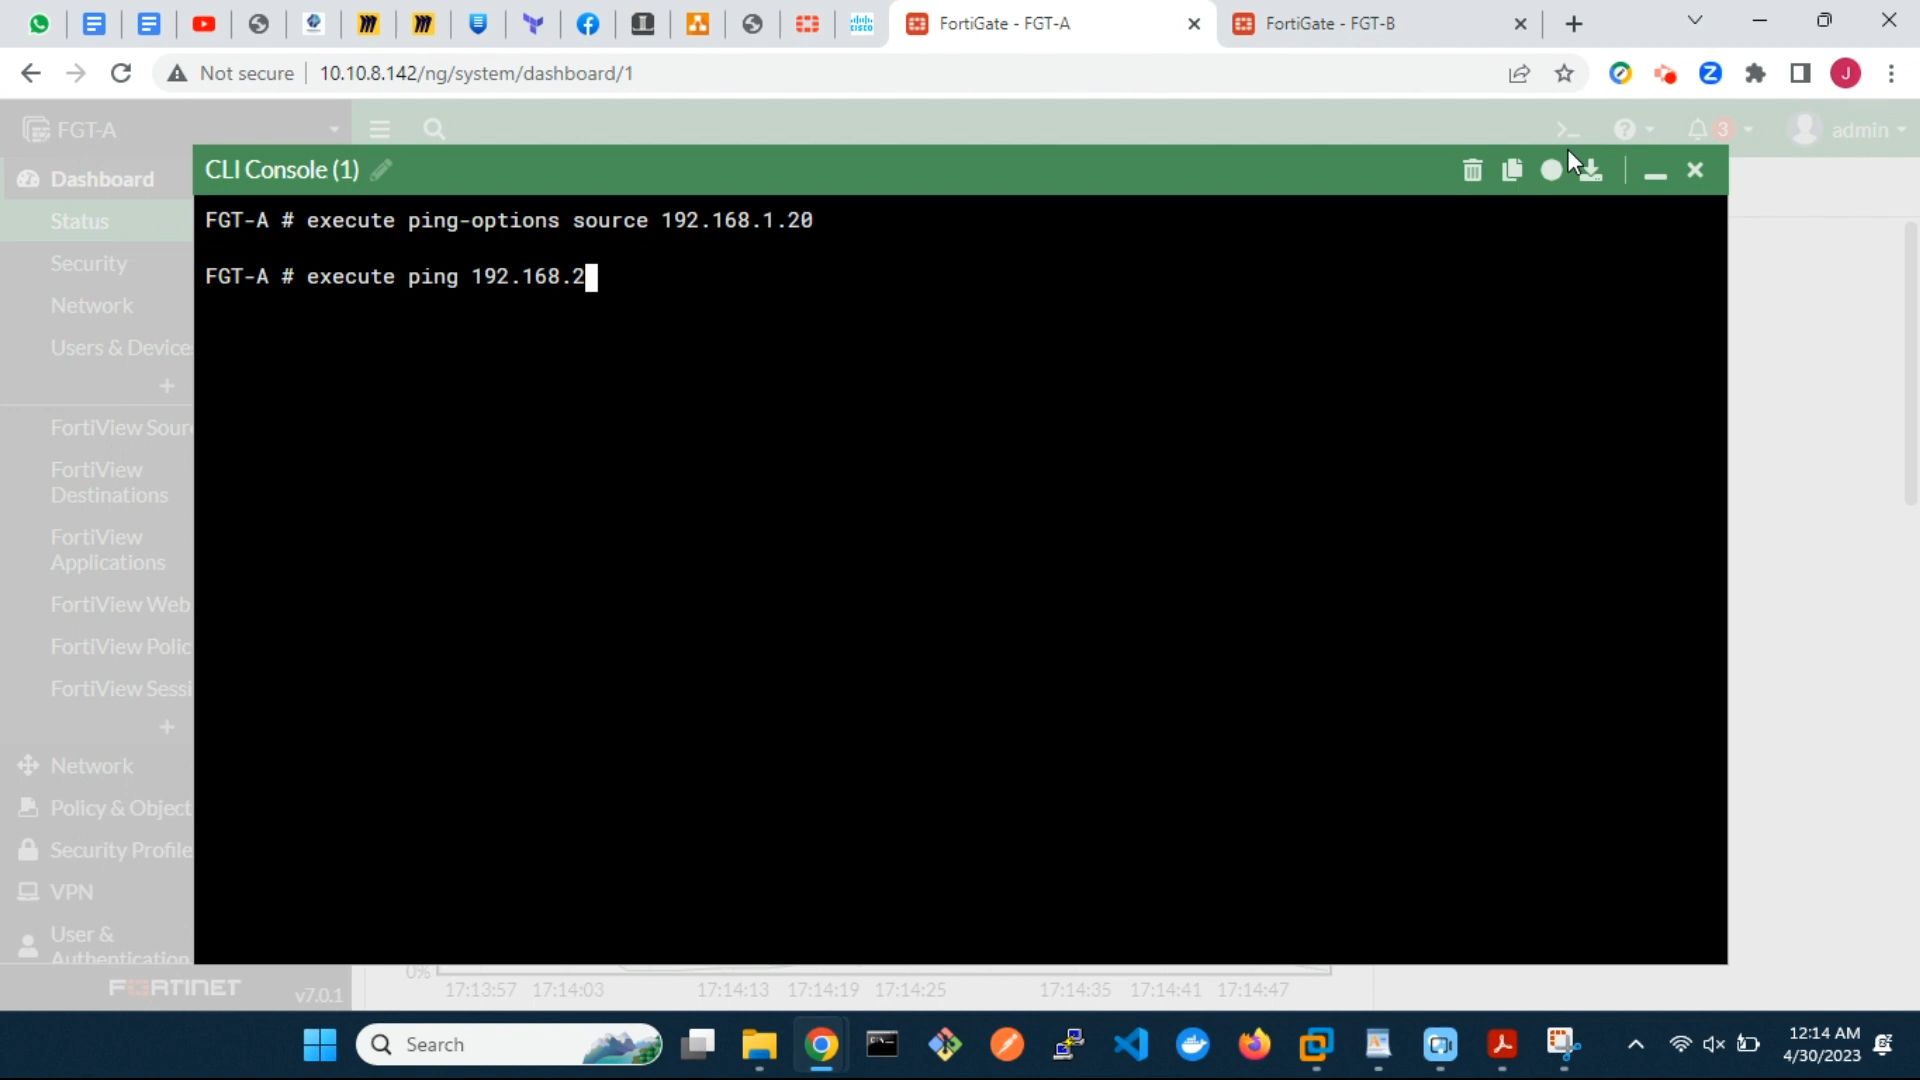 FortiGate - FGT-A
FortiGate - FGT-B
Not secure
10.10.8.142/ng/system/dashboard/1
J
FGT-A
3
admin
CLI Console (1)
FGT-A # execute ping-options source 192.168.1.20
FGT-A # execute ping 192.168.2
Dashboard
Status
Security
Network
Users & Device
FortiView Sour
FortiView
Destinations
FortiView
Applications
FortiView Web
FortiView Polic
FortiView Sessi
Network
Policy & Object
Security Profile
VPN
User &
Authentication
FORTINET
v7.0.1
0%
17:13:57 17:14:03 17:14:13 17:14:19 17:14:25 17:14:35 17:14:41 17:14:47
Search
12:14 AM
4/30/2023